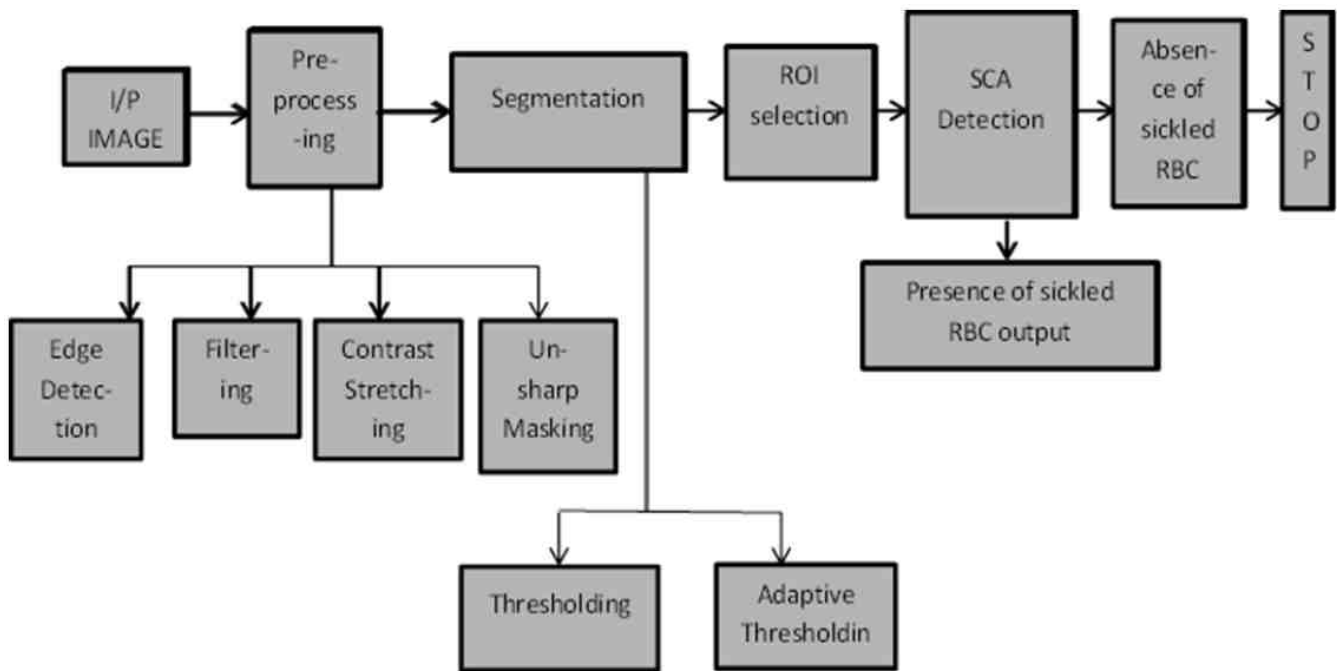 I/P
IMAGE
Pre-
process
-ing
Segmentation
ROI
selection
SCA
Detection
Absen-
ce of
sickled
RBC
S
T
O
P
Presence of sickled
RBC output
Edge
Detec-
tion
Filter-
ing
Contrast
Stretch-
ing
Un-
sharp
Masking
Thresholding
Adaptive
Thresholdin